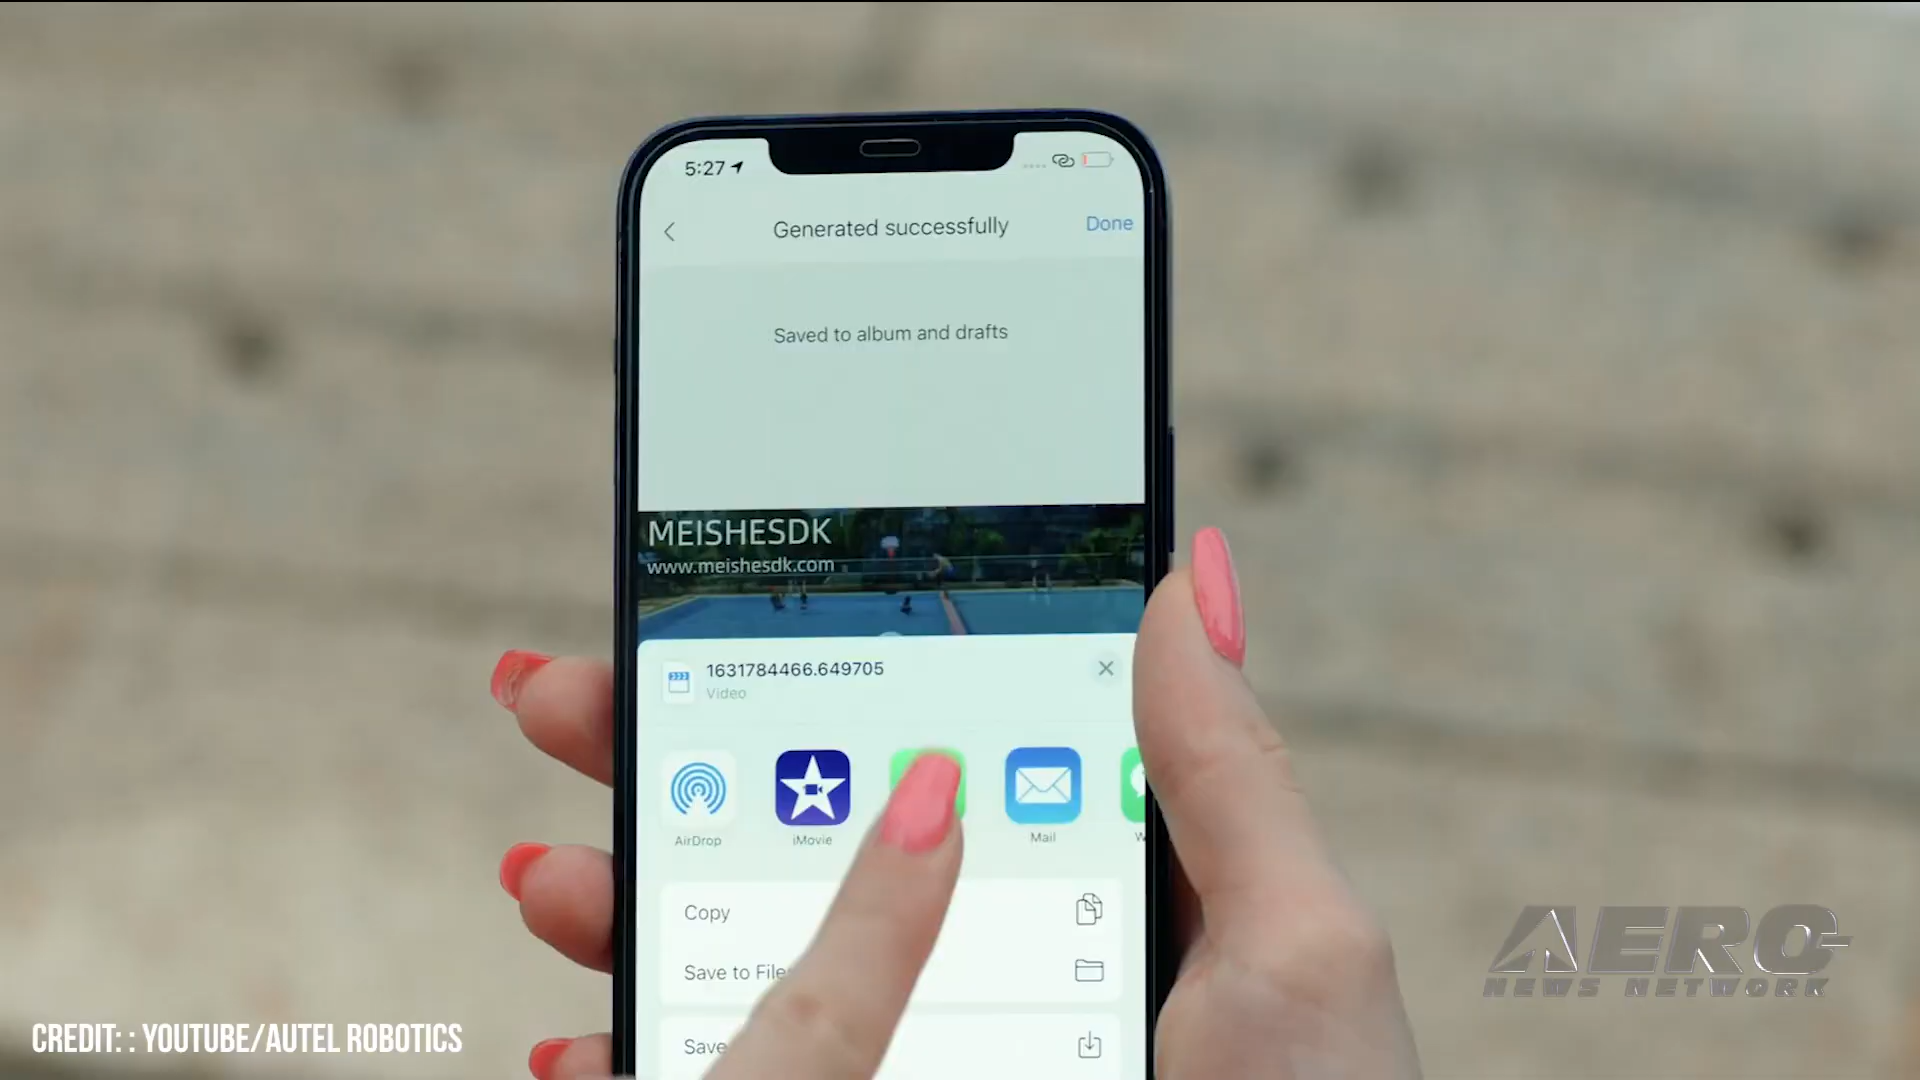 5:27
Generated successfully
Done
Saved to album and drafts
MEISHESDK
www.meishesdk.com
1631784466.649705
Video
AirDrop
iMovie
Mail
Copy
Save to File
Save
AERO
NEWS NETWORK
CREDIT: : YOUTUBE/AUTEL ROBOTICS